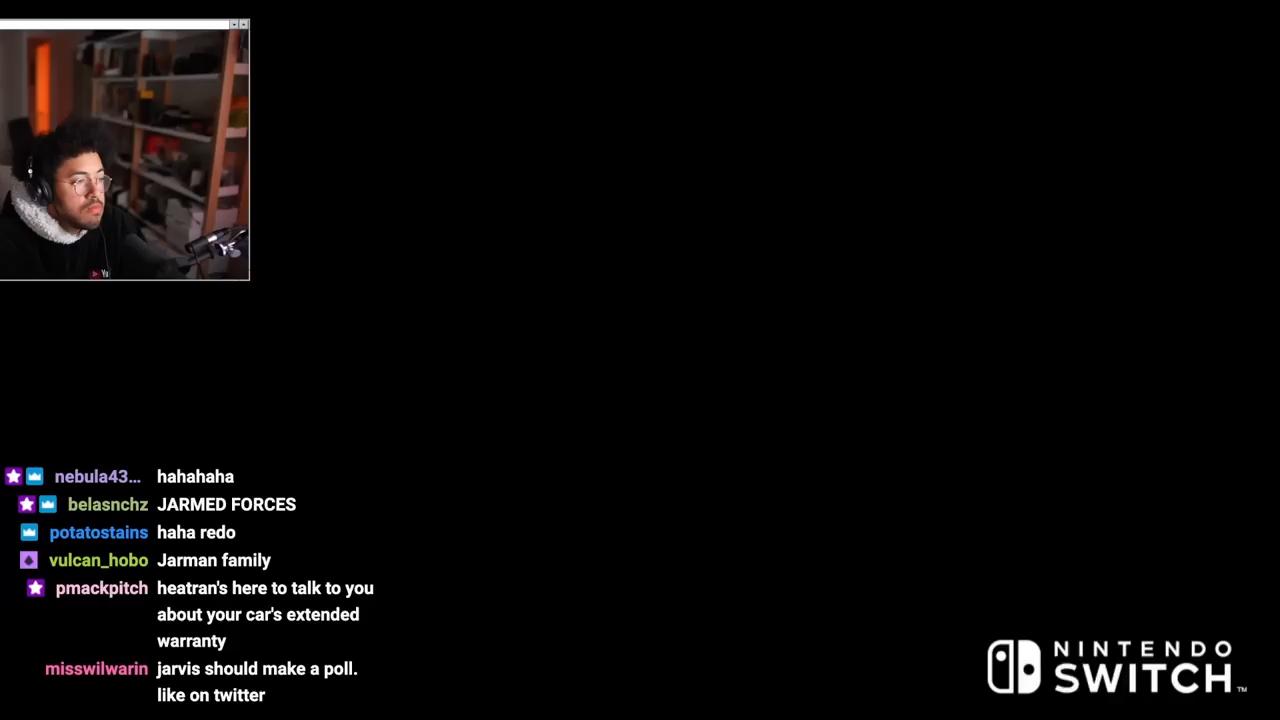 nebula43... hahahaha
belasnchz JARMED FORCES
potatostains haha redo
vulcan_hobo Jarman family
pmackpitch heatran's here to talk to you
about your car's extended
warranty
misswilwarin jarvis should make a poll.
like on twitter
NINTENDO
SWITCH™